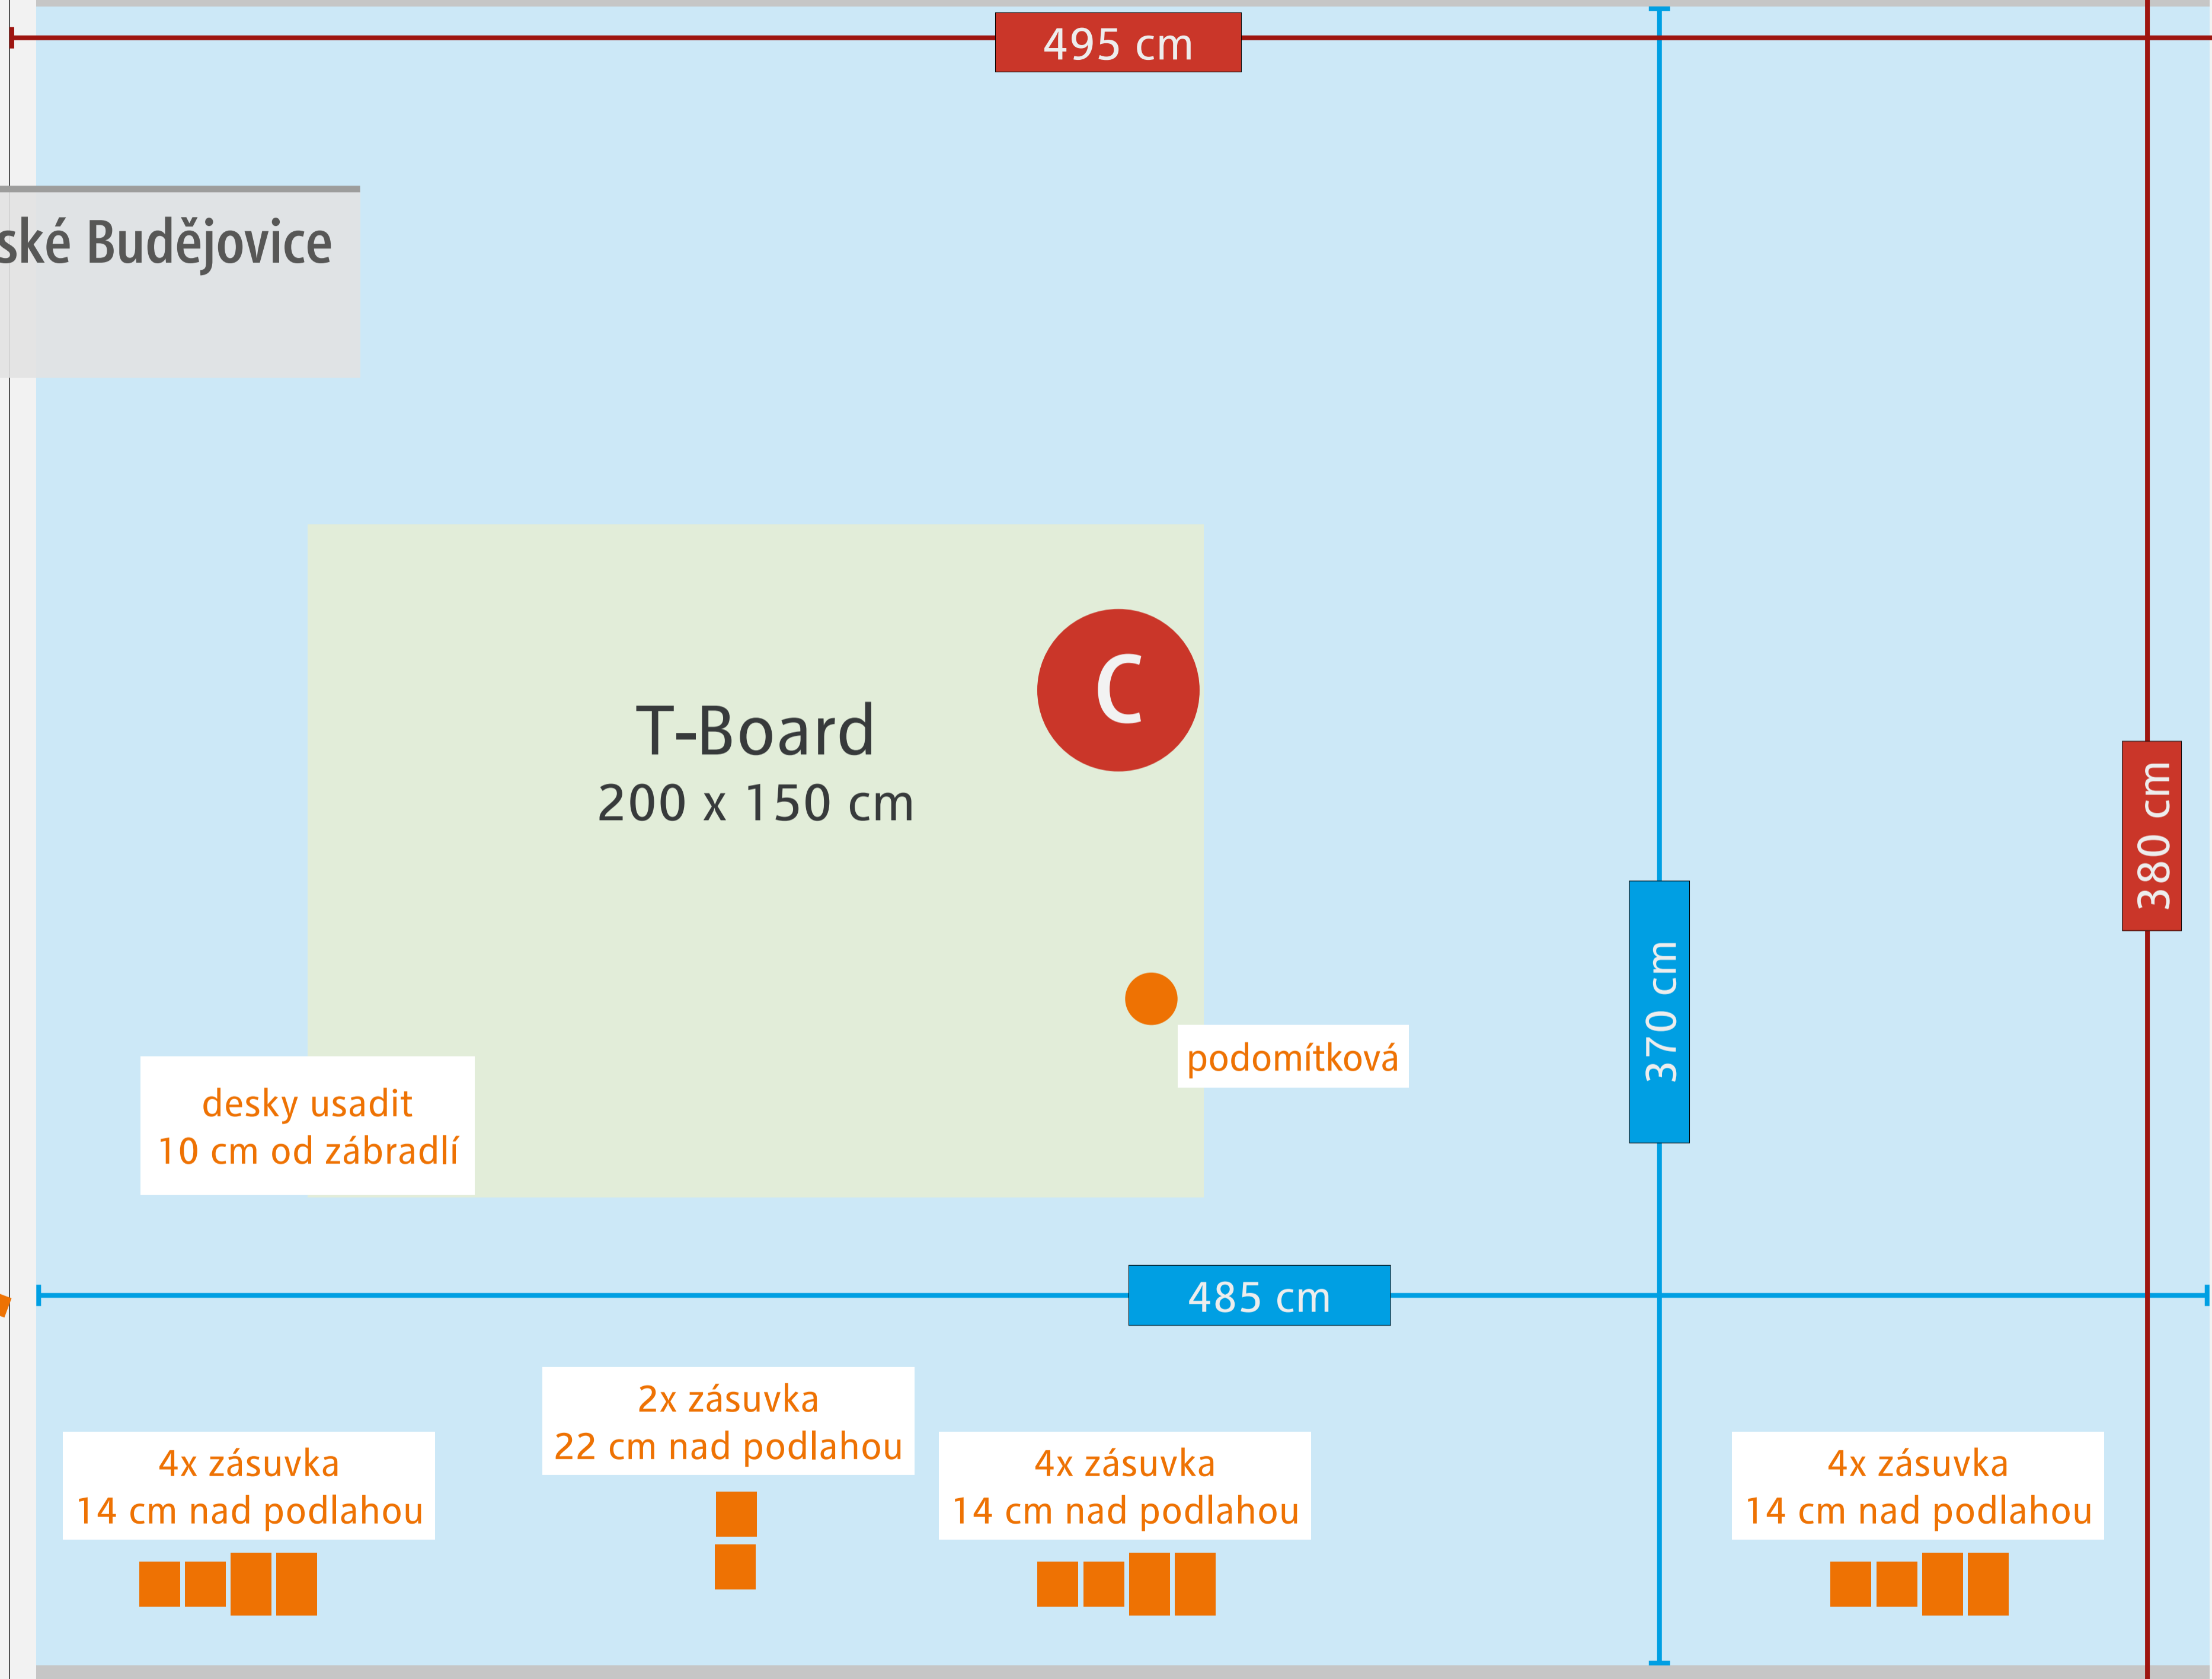 495 cm
ské Budějovice
C
T-Board
200 x 150 cm
380 cm
370 cm
podomítková
desky usadit
10 cm od zábradlí
485 cm
2x zásuvka
22 cm nad podlahou
4x zásuvka
14 cm nad podlahou
4x zásuvka
14 cm nad podlahou
4x zásuvka
14 cm nad podlahou